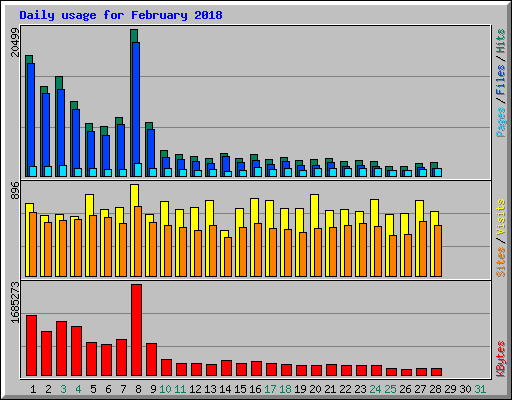 Daily usage for February 2018
20499
Pages / Files / Hits
896
Sites / Visits
1685273
KBytes
1 2 3 4 5 6 7 8 9 10 11 12 13 14 15 16 17 18 19 20 21 22 23 24 25 26 27 28 29 30 31